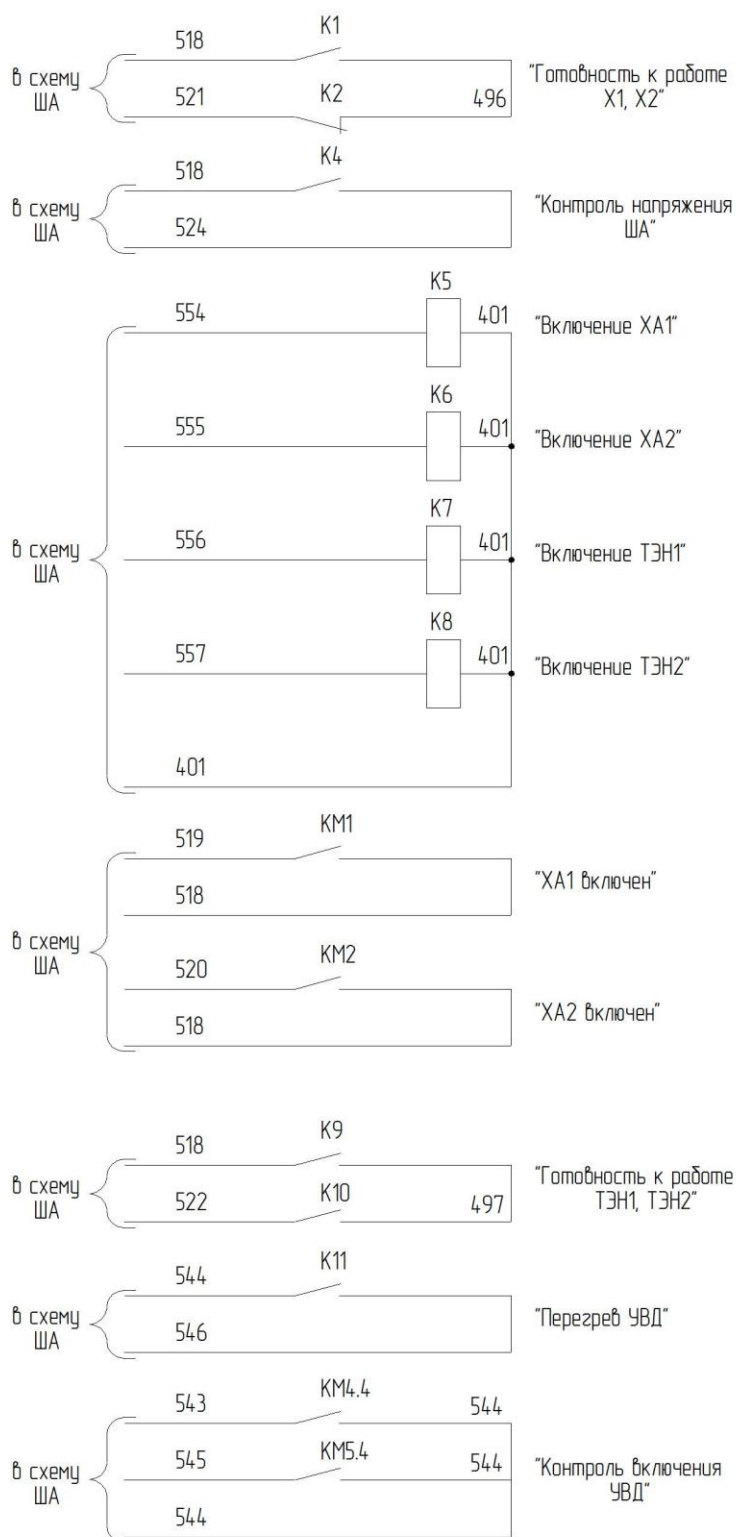 518
K1
в схему
ША
521
K2
496
"Готовность к работе
X1, X2"
518
K4
в схему
ША
524
"Контроль напряжения
ША"
554
K5
401
"Включение ХА1"
555
K6
401
"Включение ХА2"
в схему
ША
556
K7
401
"Включение ТЭН1"
557
K8
401
"Включение ТЭН2"
401
519
KM1
518
"ХА1 включен"
в схему
ША
520
KM2
518
"ХА2 включен"
518
K9
в схему
ША
522
K10
497
"Готовность к работе
ТЭН1, ТЭН2"
544
K11
в схему
ША
546
"Перегрев УВД"
543
KM4.4
544
в схему
ША
545
KM5.4
544
"Контроль включения
УВД"
544